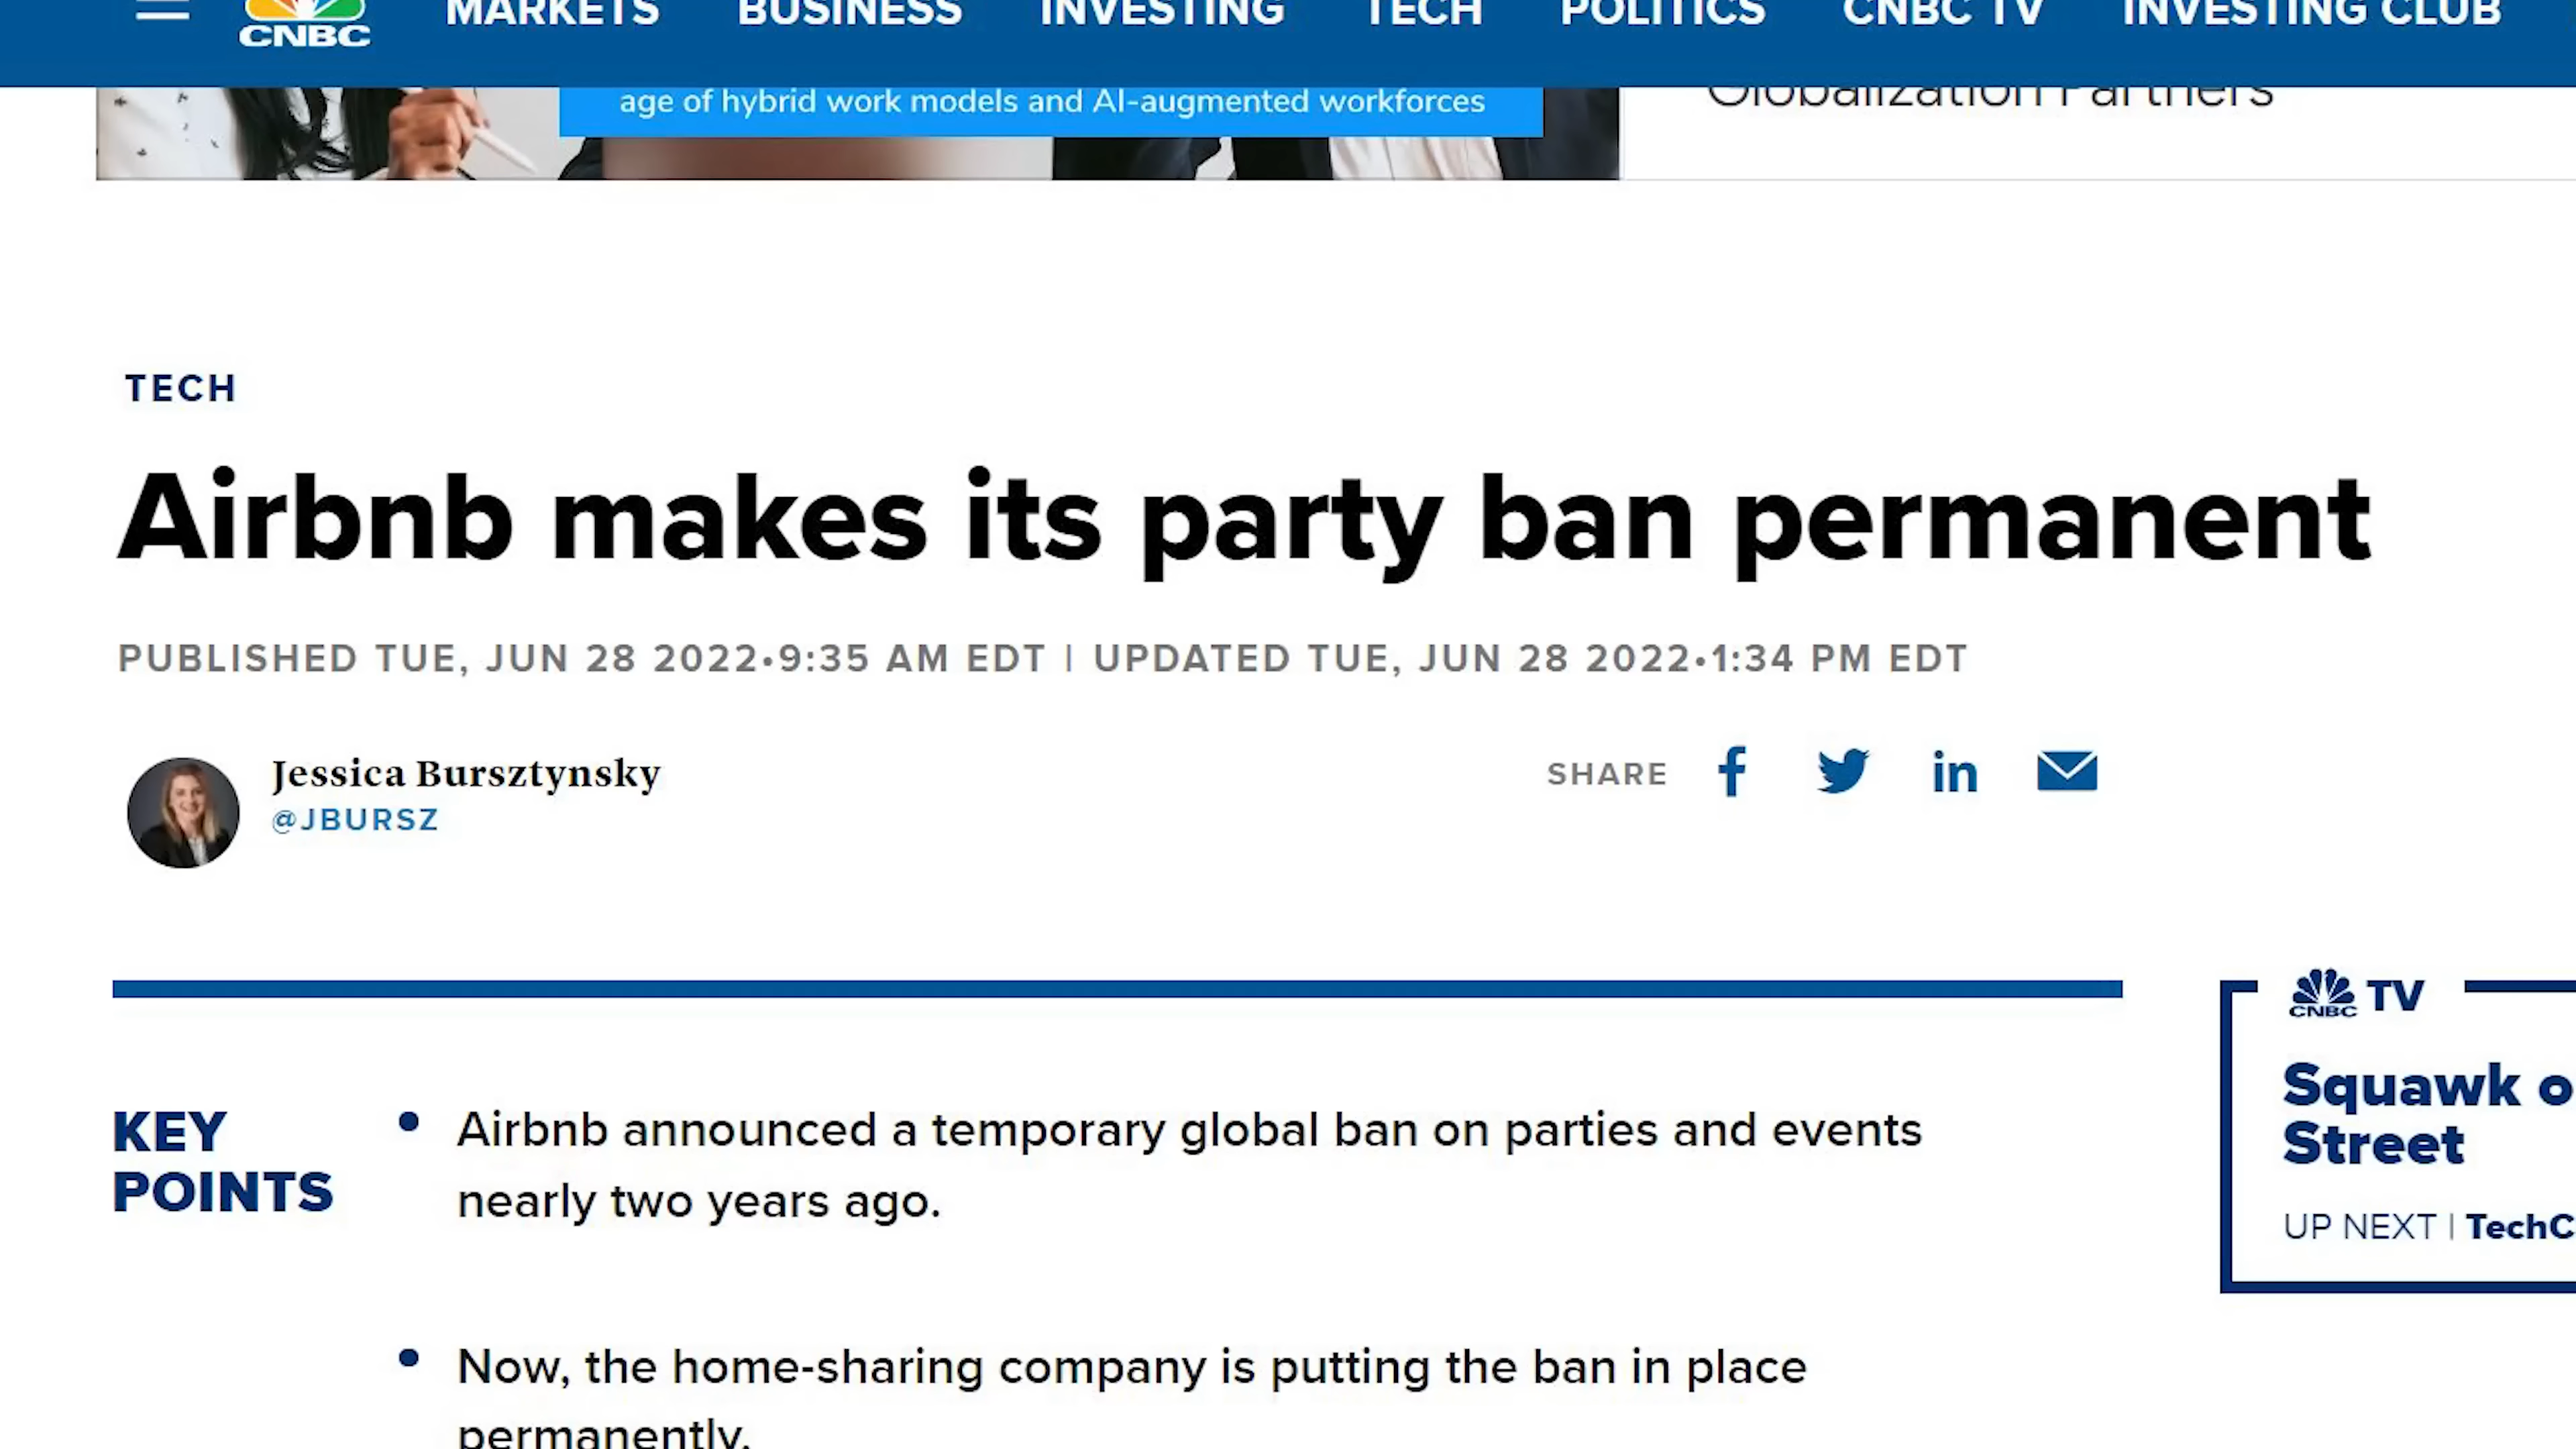 CNBC
MARKETS
BUSINESS
INVESTING
TECH
POLITICS
CNBC TV
INVESTING CLUB
age of hybrid work models and AI-augmented workforces
Globalization Partners
TECH
Airbnb makes its party ban permanent
PUBLISHED TUE, JUN 28 2022•9:35 AM EDT | UPDATED TUE, JUN 28 2022•1:34 PM EDT
Jessica Bursztynsky
@JBURSZ
SHARE
KEY
POINTS
• Airbnb announced a temporary global ban on parties and events
nearly two years ago.
• Now, the home-sharing company is putting the ban in place
permanently.
CNBC TV
Squawk o
Street
UP NEXT | TechC